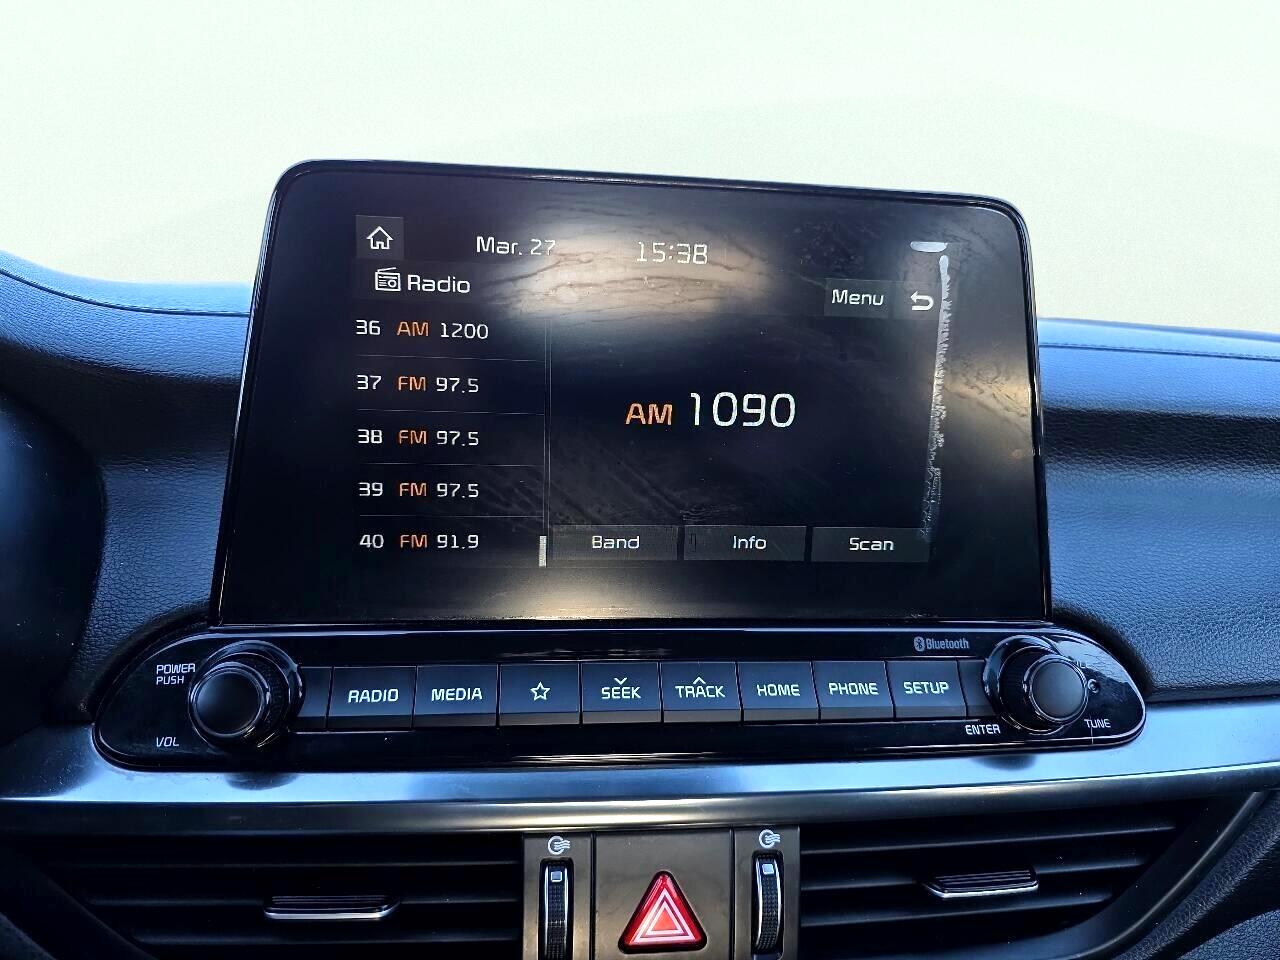 Mar. 27 15:38
Radio
Menu
36 AM 1200
37 FM 97.5
38 FM 97.5
39 FM 97.5
40 FM 91.9
AM 1090
Band Info Scan
Bluetooth
POWER
PUSH
VOL
RADIO MEDIA SEEK TRACK HOME PHONE SETUP
ENTER
TUNE